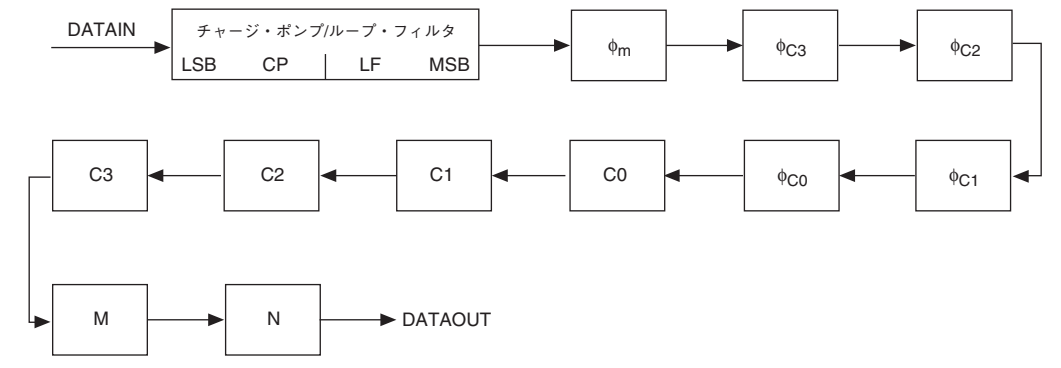 DATAIN
チャージ・ポンプ/ループ・フィルタ
LSB CP LF MSB
ϕm
ϕC3
ϕC2
C3
C2
C1
C0
ϕC0
ϕC1
M
N
DATAOUT